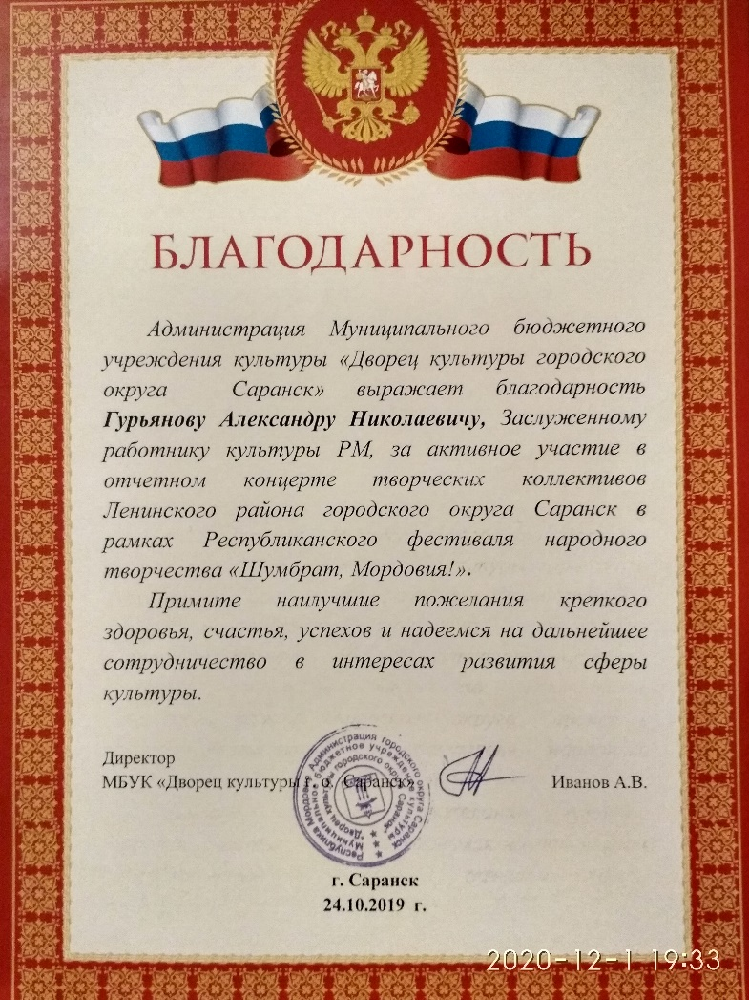 БЛАГОДАРНОСТЬ
Администрация Муниципального бюджетного
учреждения культуры «Дворец культуры городского
округа Саранск» выражает благодарность
Гурьянову Александру Николаевичу, Заслуженному
работнику культуры РМ, за активное участие в
отчетном концерте творческих коллективов
Ленинского района городского округа Саранск в
рамках Республиканского фестиваля народного
творчества «Шумбрат, Мордовия!».
Примите наилучшие пожелания крепкого
здоровья, счастья, успехов и надеемся на дальнейшее
сотрудничество в интересах развития сферы
культуры.
Директор
МБУК «Дворец культуры г. о. Саранск» Иванов А.В.
Республика Мордовия Администрация городского округа Саранск
Муниципальное бюджетное учреждение культуры
"Дворец культуры городского округа Саранск"
г. Саранск
24.10.2019 г.
2020-12-1 19:33